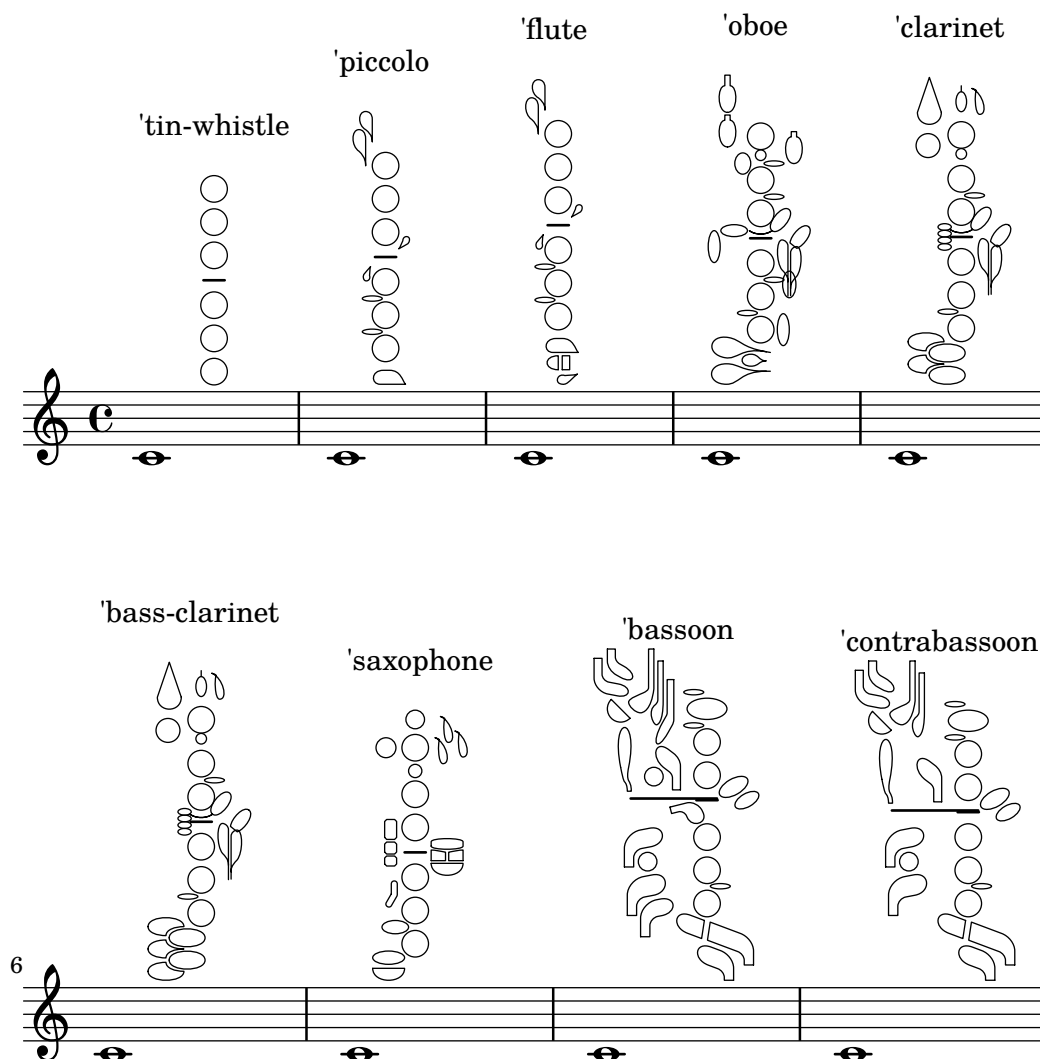 'tin-whistle
'piccolo
'flute
'oboe
'clarinet
'bass-clarinet
'saxophone
'bassoon
'contrabassoon
6